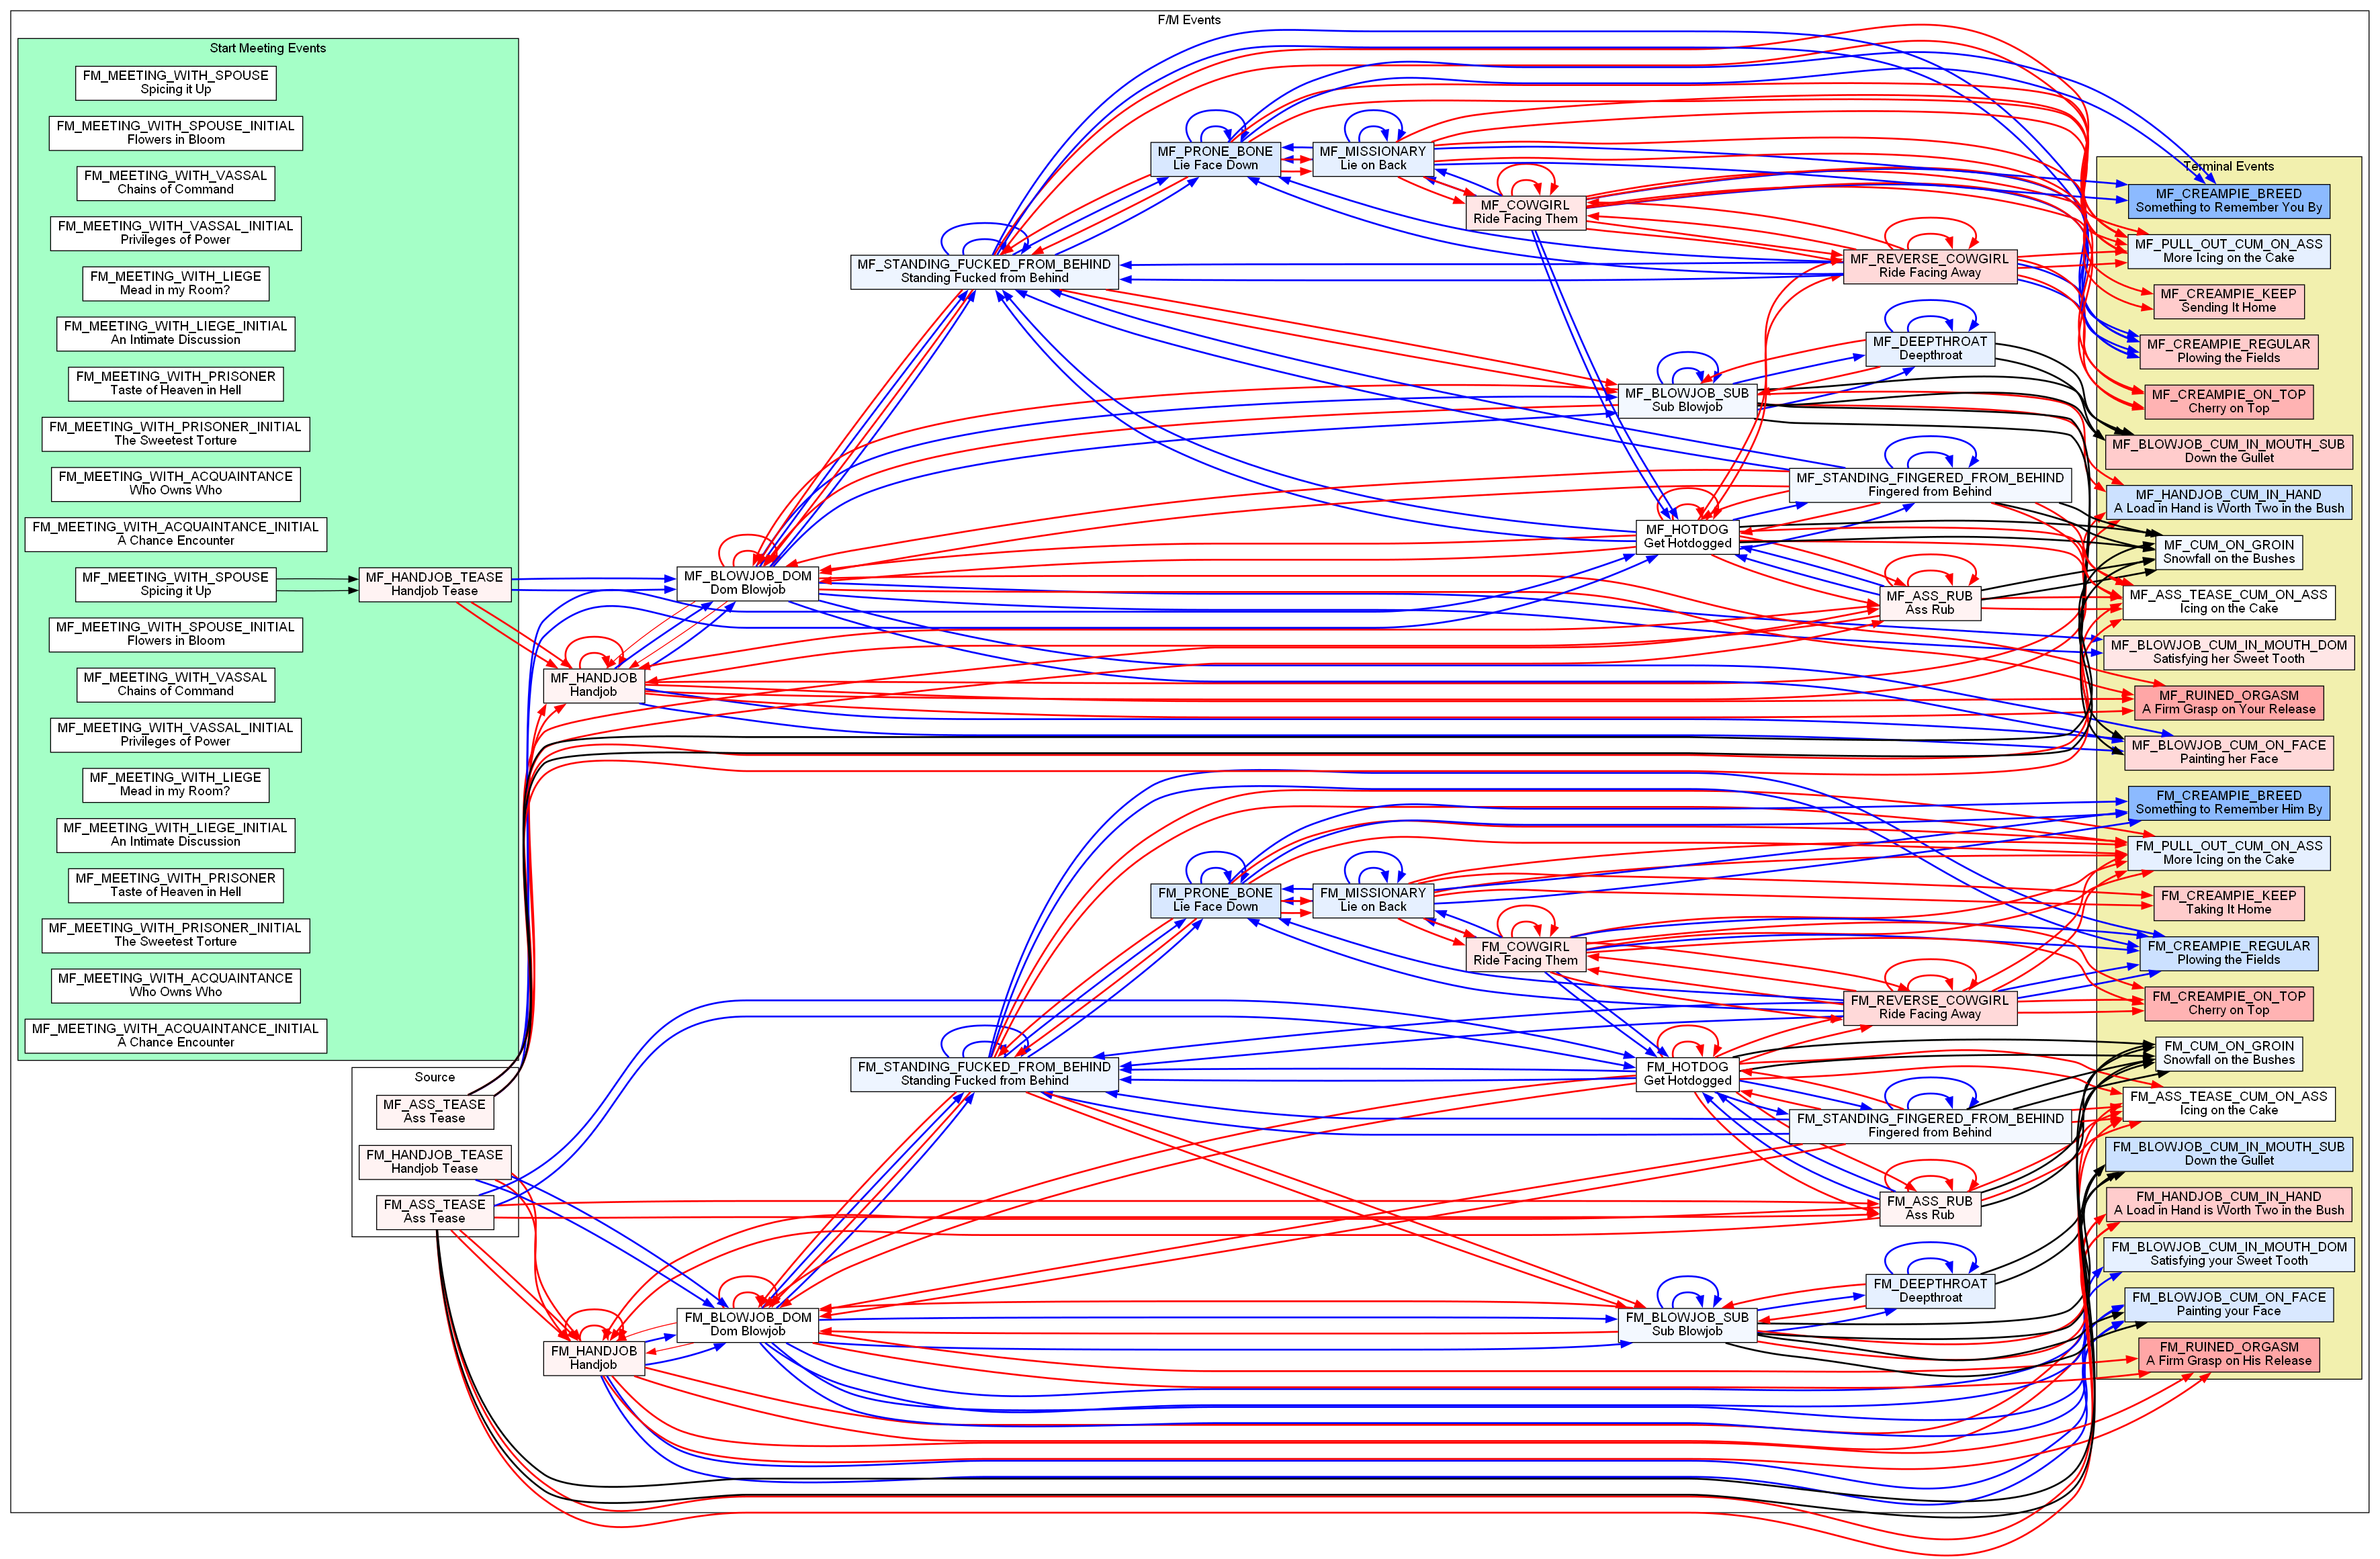 F/M Events
Start Meeting Events
FM_MEETING_WITH_SPOUSE
Spicing it Up
FM_MEETING_WITH_SPOUSE_INITIAL
Flowers in Bloom
FM_MEETING_WITH_VASSAL
Chains of Command
FM_MEETING_WITH_VASSAL_INITIAL
Privileges of Power
FM_MEETING_WITH_LIEGE
Mead in my Room?
FM_MEETING_WITH_LIEGE_INITIAL
An Intimate Discussion
FM_MEETING_WITH_PRISONER
Taste of Heaven in Hell
FM_MEETING_WITH_PRISONER_INITIAL
The Sweetest Torture
FM_MEETING_WITH_ACQUAINTANCE
Who Owns Who
FM_MEETING_WITH_ACQUAINTANCE_INITIAL
A Chance Encounter
MF_MEETING_WITH_SPOUSE
Spicing it Up
MF_HANDJOB_TEASE
Handjob Tease
MF_MEETING_WITH_SPOUSE_INITIAL
Flowers in Bloom
MF_MEETING_WITH_VASSAL
Chains of Command
MF_MEETING_WITH_VASSAL_INITIAL
Privileges of Power
MF_MEETING_WITH_LIEGE
Mead in my Room?
MF_MEETING_WITH_LIEGE_INITIAL
An Intimate Discussion
MF_MEETING_WITH_PRISONER
Taste of Heaven in Hell
MF_MEETING_WITH_PRISONER_INITIAL
The Sweetest Torture
MF_MEETING_WITH_ACQUAINTANCE
Who Owns Who
MF_MEETING_WITH_ACQUAINTANCE_INITIAL
A Chance Encounter
Source
MF_ASS_TEASE
Ass Tease
FM_HANDJOB_TEASE
Handjob Tease
FM_ASS_TEASE
Ass Tease
MF_PRONE_BONE
Lie Face Down
MF_MISSIONARY
Lie on Back
MF_COWGIRL
Ride Facing Them
MF_STANDING_FUCKED_FROM_BEHIND
Standing Fucked from Behind
MF_REVERSE_COWGIRL
Ride Facing Away
MF_DEEPTHROAT
Deepthroat
MF_BLOWJOB_SUB
Sub Blowjob
MF_STANDING_FINGERED_FROM_BEHIND
Fingered from Behind
MF_HOTDOG
Get Hotdogged
MF_BLOWJOB_DOM
Dom Blowjob
MF_ASS_RUB
Ass Rub
MF_HANDJOB
Handjob
FM_PRONE_BONE
Lie Face Down
FM_MISSIONARY
Lie on Back
FM_COWGIRL
Ride Facing Them
FM_REVERSE_COWGIRL
Ride Facing Away
FM_STANDING_FUCKED_FROM_BEHIND
Standing Fucked from Behind
FM_HOTDOG
Get Hotdogged
FM_STANDING_FINGERED_FROM_BEHIND
Fingered from Behind
FM_ASS_RUB
Ass Rub
FM_DEEPTHROAT
Deepthroat
FM_BLOWJOB_DOM
Dom Blowjob
FM_BLOWJOB_SUB
Sub Blowjob
FM_HANDJOB
Handjob
Terminal Events
MF_CREAMPIE_BREED
Something to Remember You By
MF_PULL_OUT_CUM_ON_ASS
More Icing on the Cake
MF_CREAMPIE_KEEP
Sending It Home
MF_CREAMPIE_REGULAR
Plowing the Fields
MF_CREAMPIE_ON_TOP
Cherry on Top
MF_BLOWJOB_CUM_IN_MOUTH_SUB
Down the Gullet
MF_HANDJOB_CUM_IN_HAND
A Load in Hand is Worth Two in the Bush
MF_CUM_ON_GROIN
Snowfall on the Bushes
MF_ASS_TEASE_CUM_ON_ASS
Icing on the Cake
MF_BLOWJOB_CUM_IN_MOUTH_DOM
Satisfying her Sweet Tooth
MF_RUINED_ORGASM
A Firm Grasp on Your Release
MF_BLOWJOB_CUM_ON_FACE
Painting her Face
FM_CREAMPIE_BREED
Something to Remember Him By
FM_PULL_OUT_CUM_ON_ASS
More Icing on the Cake
FM_CREAMPIE_KEEP
Taking It Home
FM_CREAMPIE_REGULAR
Plowing the Fields
FM_CREAMPIE_ON_TOP
Cherry on Top
FM_CUM_ON_GROIN
Snowfall on the Bushes
FM_ASS_TEASE_CUM_ON_ASS
Icing on the Cake
FM_BLOWJOB_CUM_IN_MOUTH_SUB
Down the Gullet
FM_HANDJOB_CUM_IN_HAND
A Load in Hand is Worth Two in the Bush
FM_BLOWJOB_CUM_IN_MOUTH_DOM
Satisfying your Sweet Tooth
FM_BLOWJOB_CUM_ON_FACE
Painting your Face
FM_RUINED_ORGASM
A Firm Grasp on His Release